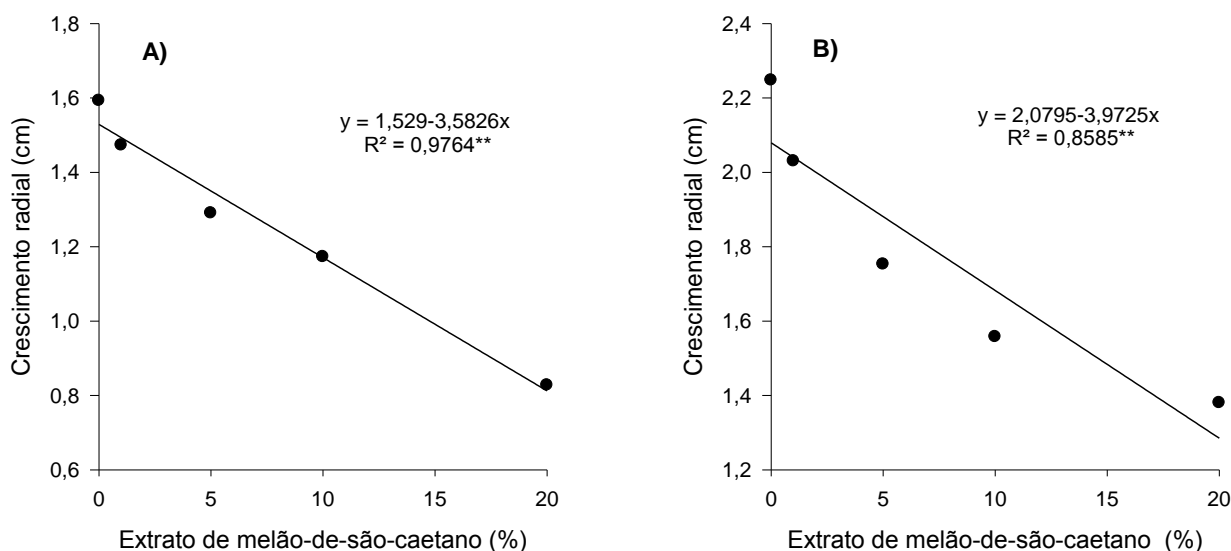 A)
y = 1,529-3,5826x
R² = 0,9764**
Crescimento radial (cm)
1,8
1,6
1,4
1,2
1,0
0,8
0,6
0
5
10
15
20
Extrato de melão-de-são-caetano (%)
B)
y = 2,0795-3,9725x
R² = 0,8585**
Crescimento radial (cm)
2,4
2,2
2,0
1,8
1,6
1,4
1,2
0
5
10
15
20
Extrato de melão-de-são-caetano (%)